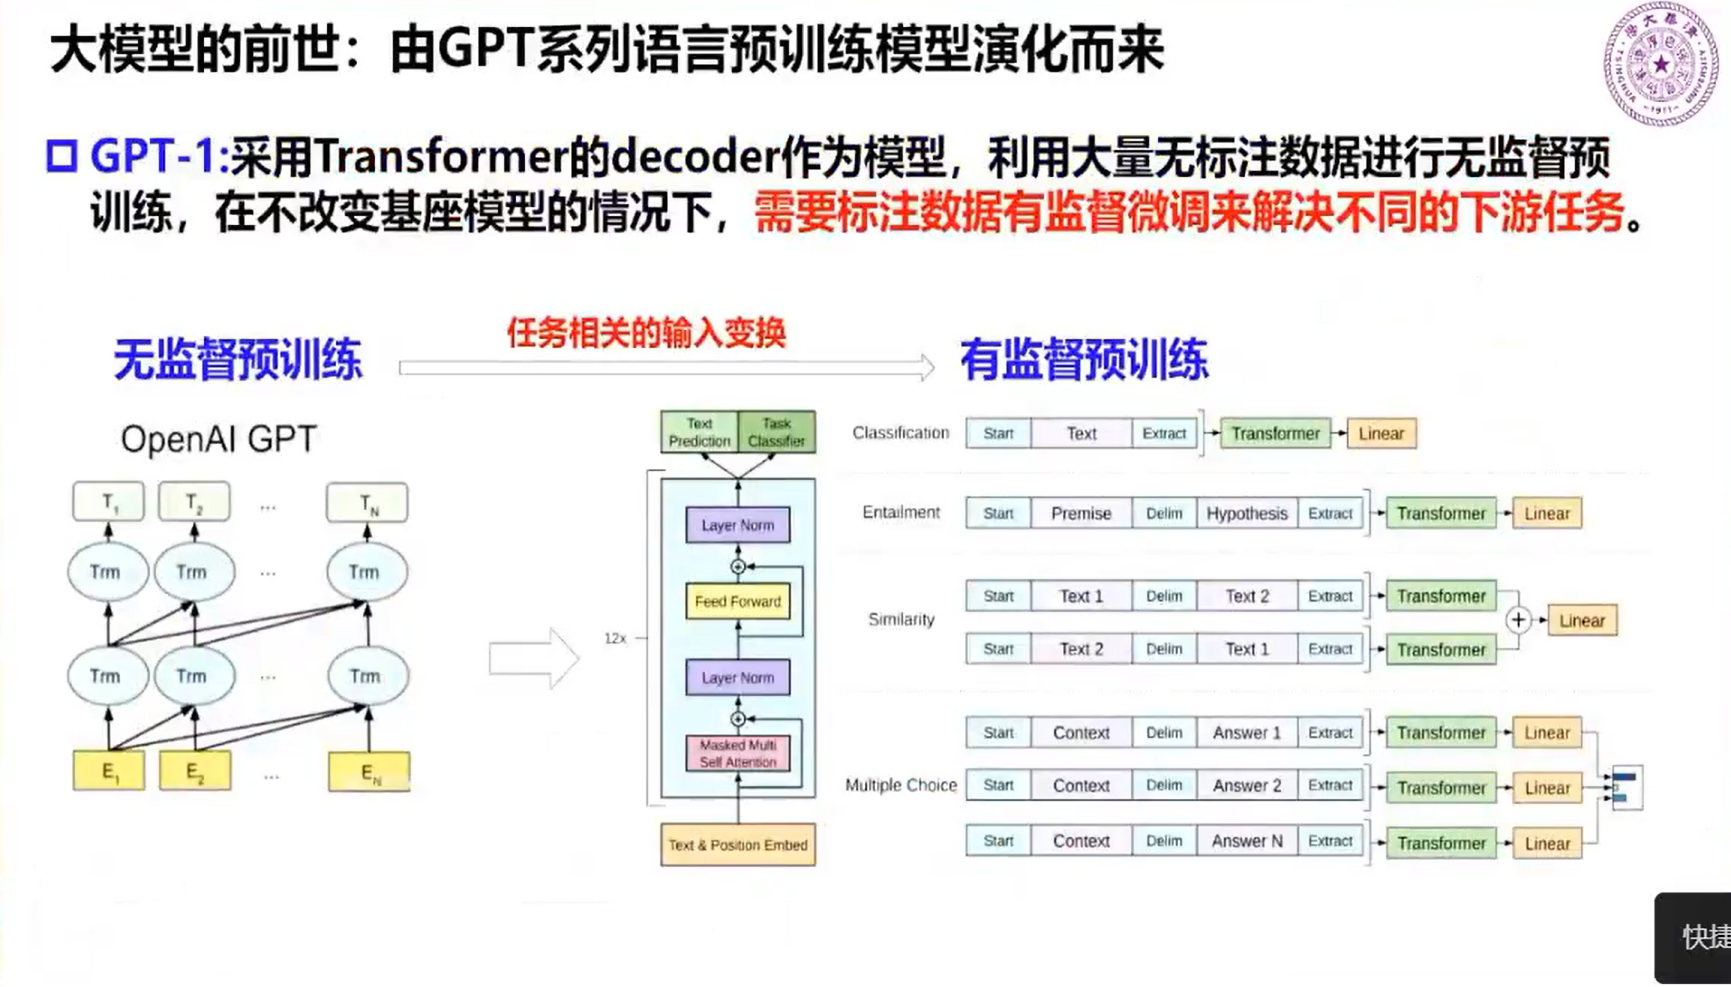 大模型的前世：由GPT系列语言预训练模型演化而来
GPT-1:采用Transformer的decoder作为模型，利用大量无标注数据进行无监督预
训练，在不改变基座模型的情况下，需要标注数据有监督微调来解决不同的下游任务。
无监督预训练
任务相关的输入变换
有监督预训练
OpenAI GPT
T1 T2 ... TN
Trm Trm ... Trm
Trm Trm ... Trm
E1 E2 ... EN
Text Prediction
Task Classifier
Layer Norm
Feed Forward
12x
Layer Norm
Masked Multi
Self Attention
Text & Position Embed
Classification Start Text Extract Transformer Linear
Entailment Start Premise Delim Hypothesis Extract Transformer Linear
Similarity
Start Text 1 Delim Text 2 Extract Transformer
+ Linear
Start Text 2 Delim Text 1 Extract Transformer
Multiple Choice
Start Context Delim Answer 1 Extract Transformer Linear
Start Context Delim Answer 2 Extract Transformer Linear
Start Context Delim Answer N Extract Transformer Linear
TSINGHUA UNIVERSITY
-1911-
快捷